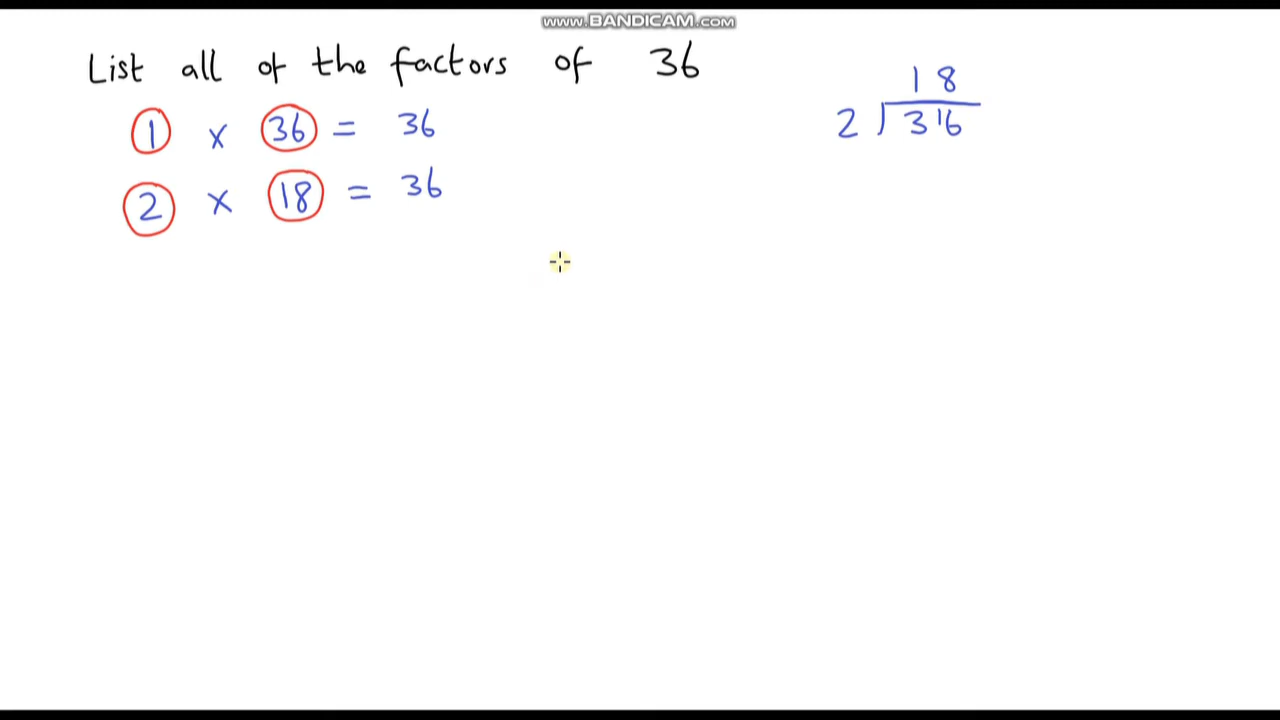 www.BANDICAM.com
List all of the factors of 36
1 x 36 = 36
2 x 18 = 36
18
2 ) 316